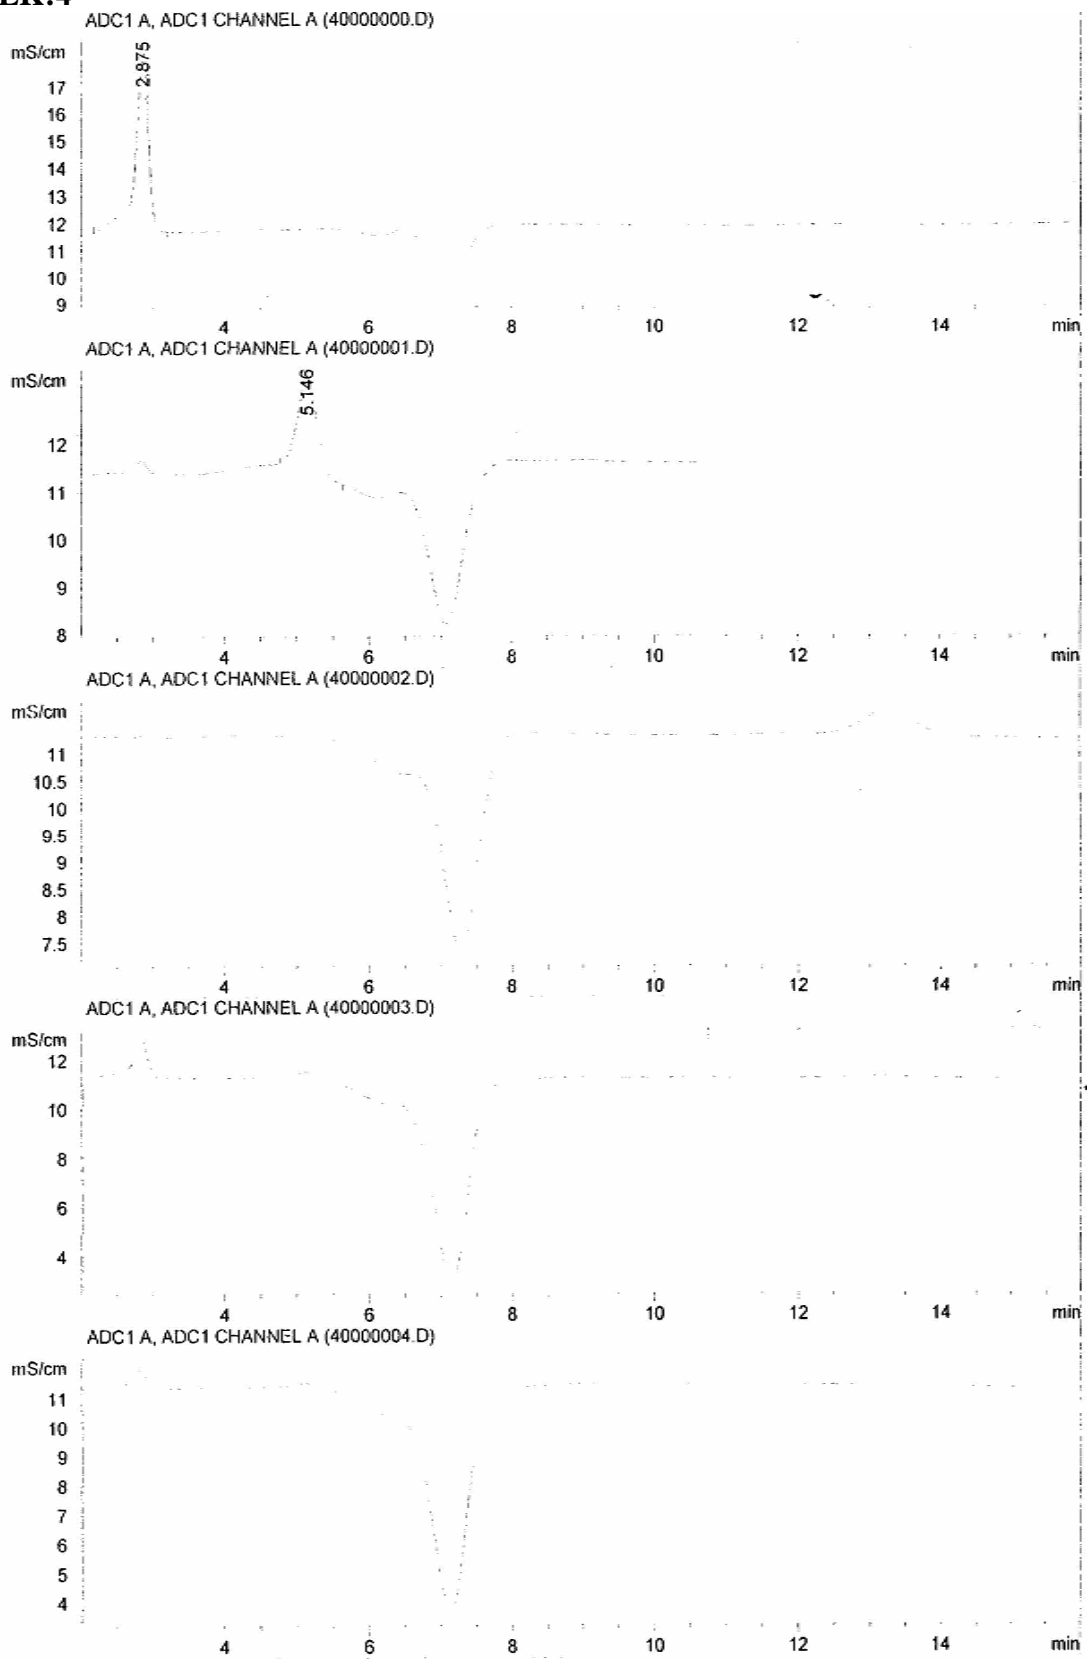 ADC1 A, ADC1 CHANNEL A (40000000.D)
mS/cm
2.875
17
16
15
14
13
12
11
10
9
4 6 8 10 12 14 min
ADC1 A, ADC1 CHANNEL A (40000001.D)
mS/cm
5.146
12
11
10
9
8
4 6 8 10 12 14 min
ADC1 A, ADC1 CHANNEL A (40000002.D)
mS/cm
11
10.5
10
9.5
9
8.5
8
7.5
4 6 8 10 12 14 min
ADC1 A, ADC1 CHANNEL A (40000003.D)
mS/cm
12
10
8
6
4
4 6 8 10 12 14 min
ADC1 A, ADC1 CHANNEL A (40000004.D)
mS/cm
11
10
9
8
7
6
5
4
4 6 8 10 12 14 min